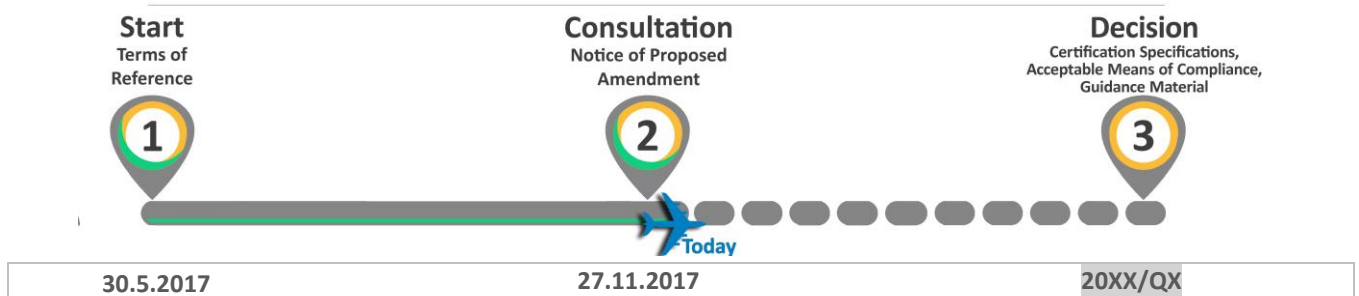 Start
Terms of
Reference
1
Consultation
Notice of Proposed
Amendment
2
Decision
Certification Specifications,
Acceptable Means of Compliance,
Guidance Material
3
Today
30.5.2017
27.11.2017
20XX/QX